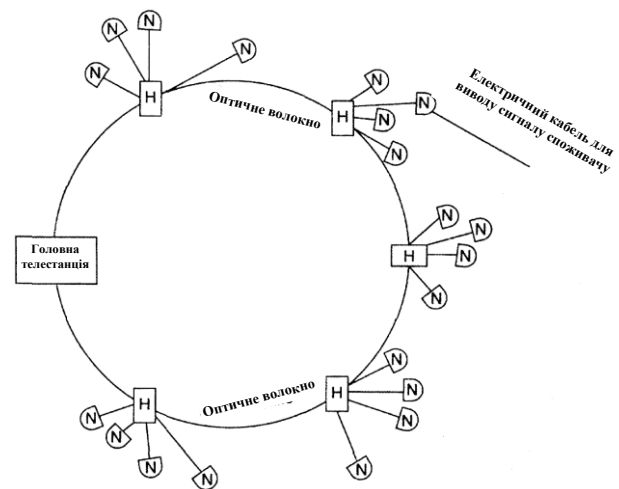 N
N
N
N
Н
Оптичне волокно
N
N
N
N
Н
Електричний кабель для
виводу сигналу споживачу
Головна
телестанція
N
N
N
N
Н
Н
N
N
N
N
Оптичне волокно
Н
N
N
N
N